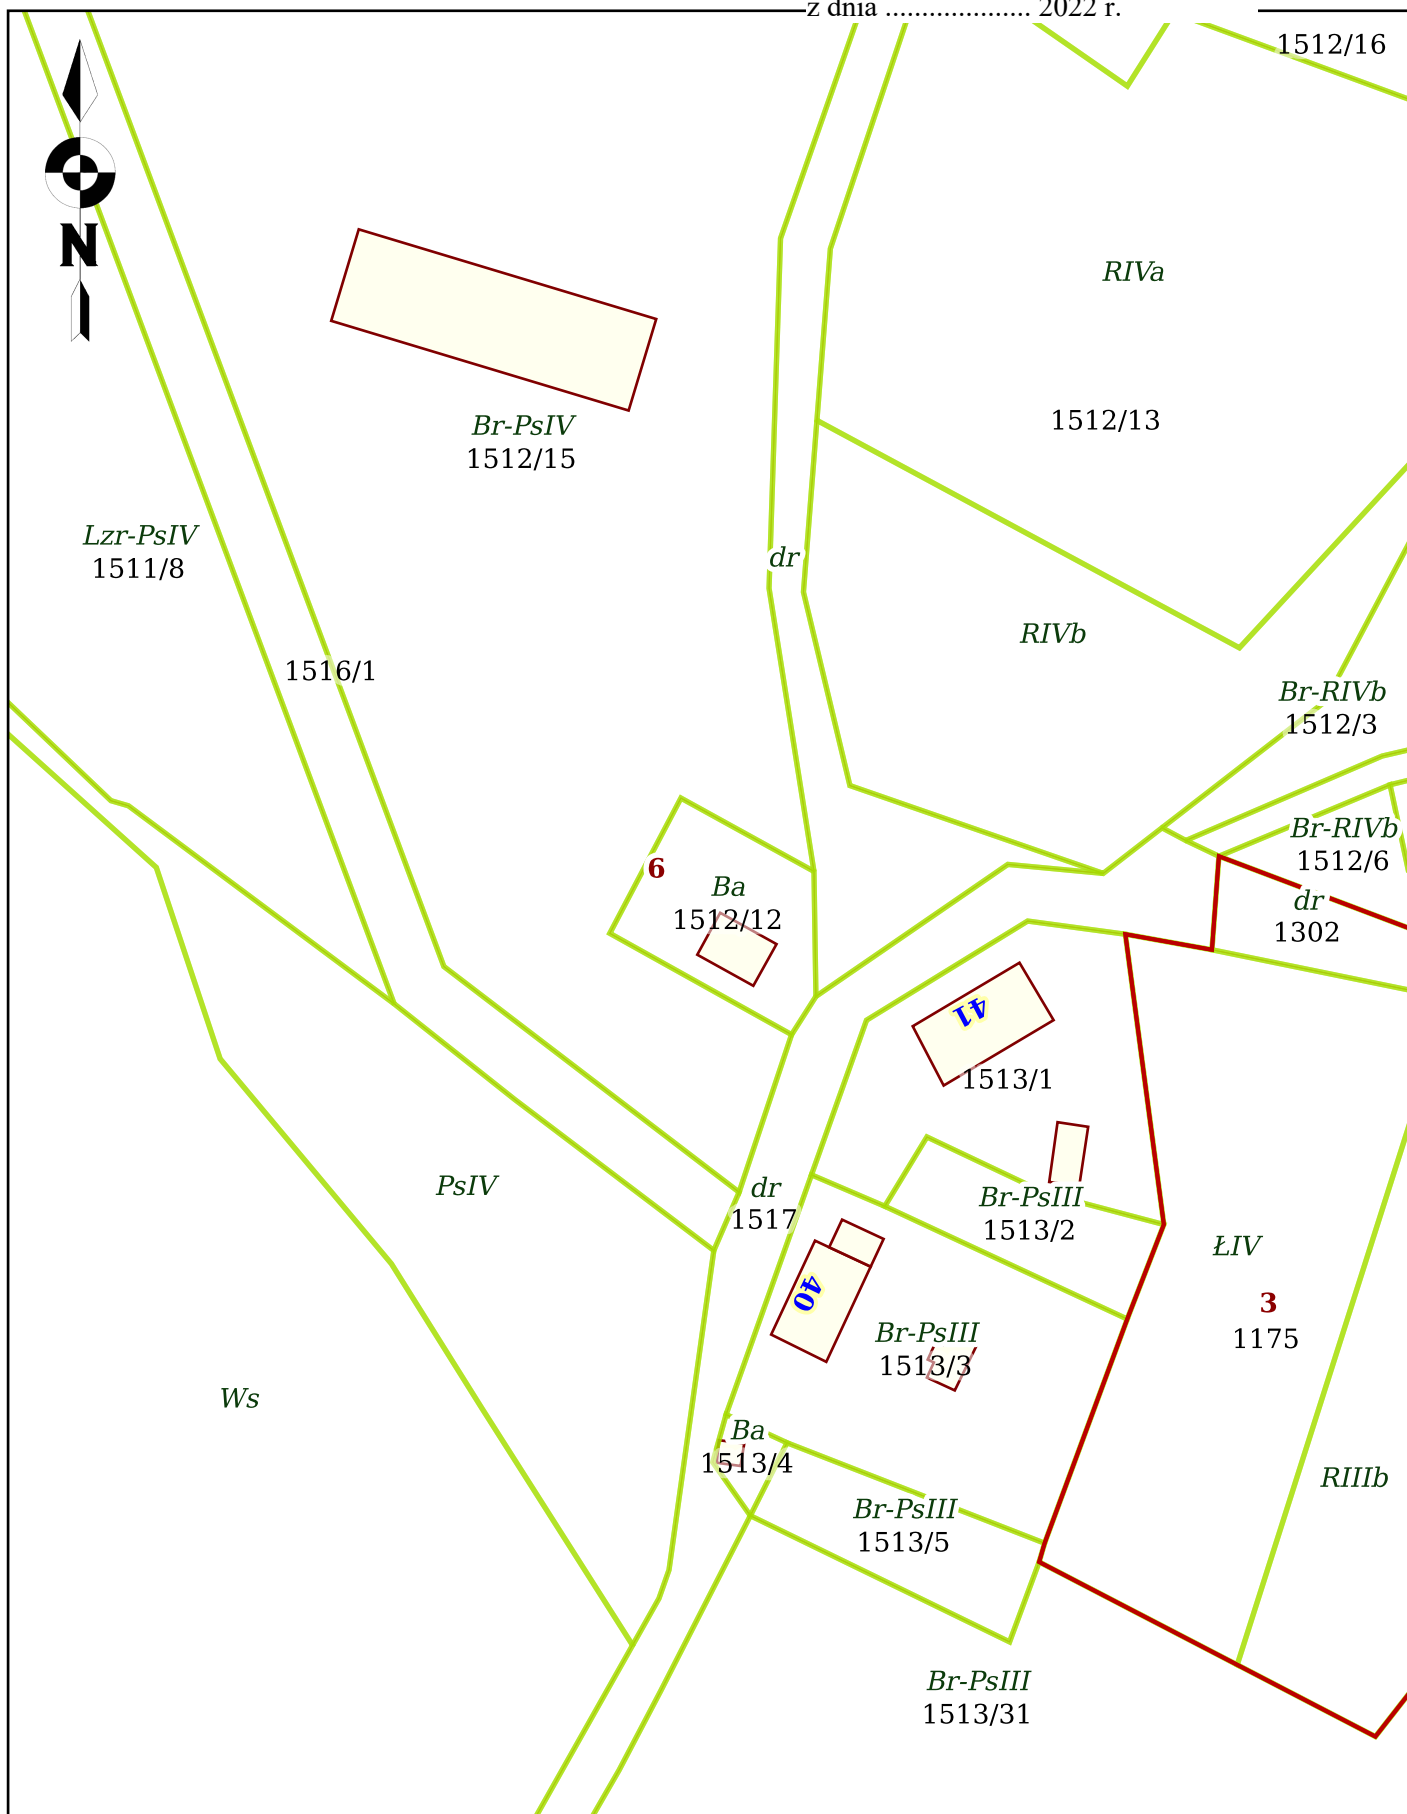 z dnia .................... 2022 r.
1512/16
N
RIVa
1512/13
Br-PsIV
1512/15
Lzr-PsIV
1511/8
dr
RIVb
1516/1
Br-RIVb
1512/3
Br-RIVb
1512/6
6
Ba
1512/12
dr
1302
41
1513/1
PsIV
dr
1517
Br-PsIII
1513/2
ŁIV
3
1175
40
Br-PsIII
1513/3
Ws
Ba
1513/4
RIIIb
Br-PsIII
1513/5
Br-PsIII
1513/31